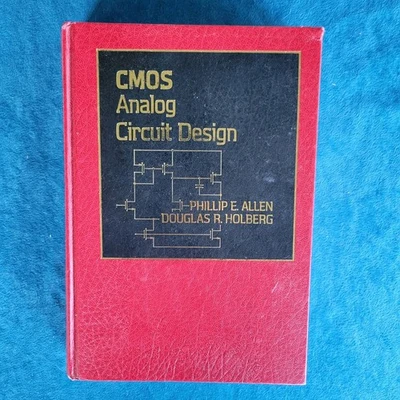 CMOS
Analog
Circuit Design
PHILLIP E. ALLEN
DOUGLAS R. HOLBERG